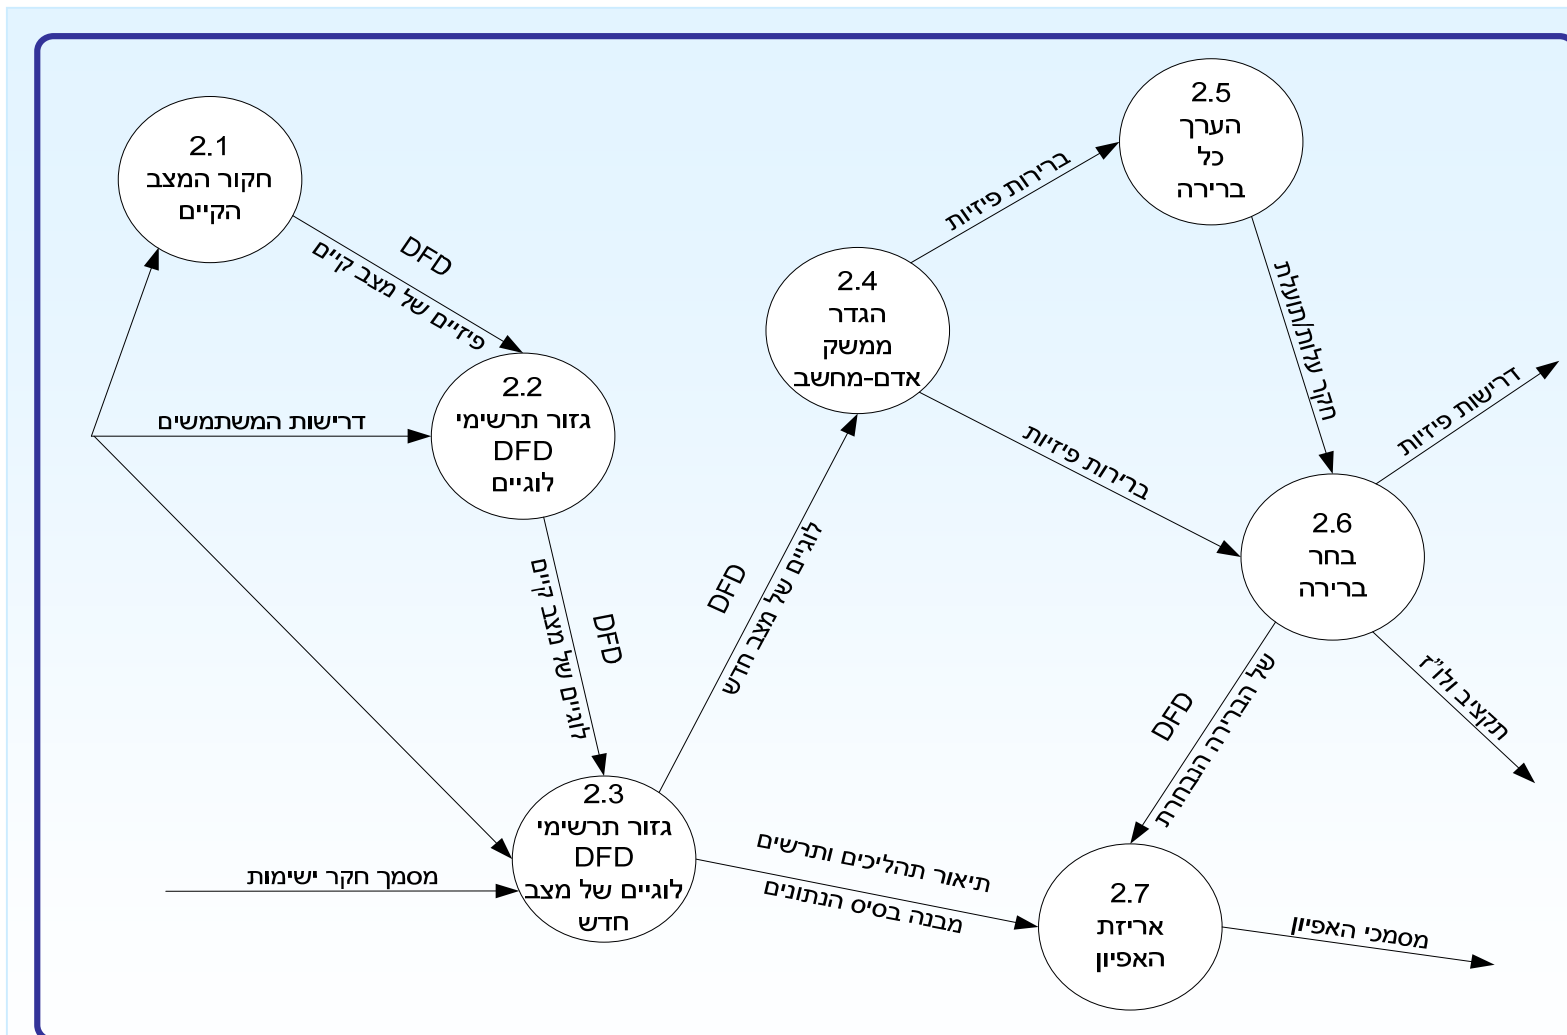 2.1
חקור המצב
הקיים
DFD
פיזיים של מצב קיים
דרישות המשתמשים
2.2
גזור תרשימי
DFD
לוגיים
DFD
לוגיים של מצב קיים
מסמך חקר ישימות
2.3
גזור תרשימי
DFD
לוגיים של מצב
חדש
DFD
לוגיים של מצב חדש
2.4
הגדר
ממשק
אדם-מחשב
ברירות פיזיות
2.5
הערך
כל
ברירה
חקר עלות/תועלת
ברירות פיזיות
2.6
בחר
ברירה
דרישות פיזיות
תקציב ולו"ז
DFD
של הברירה הנבחרת
תיאור תהליכים ותרשים
מבנה בסיס הנתונים
2.7
אריזת
האפיון
מסמכי האפיון